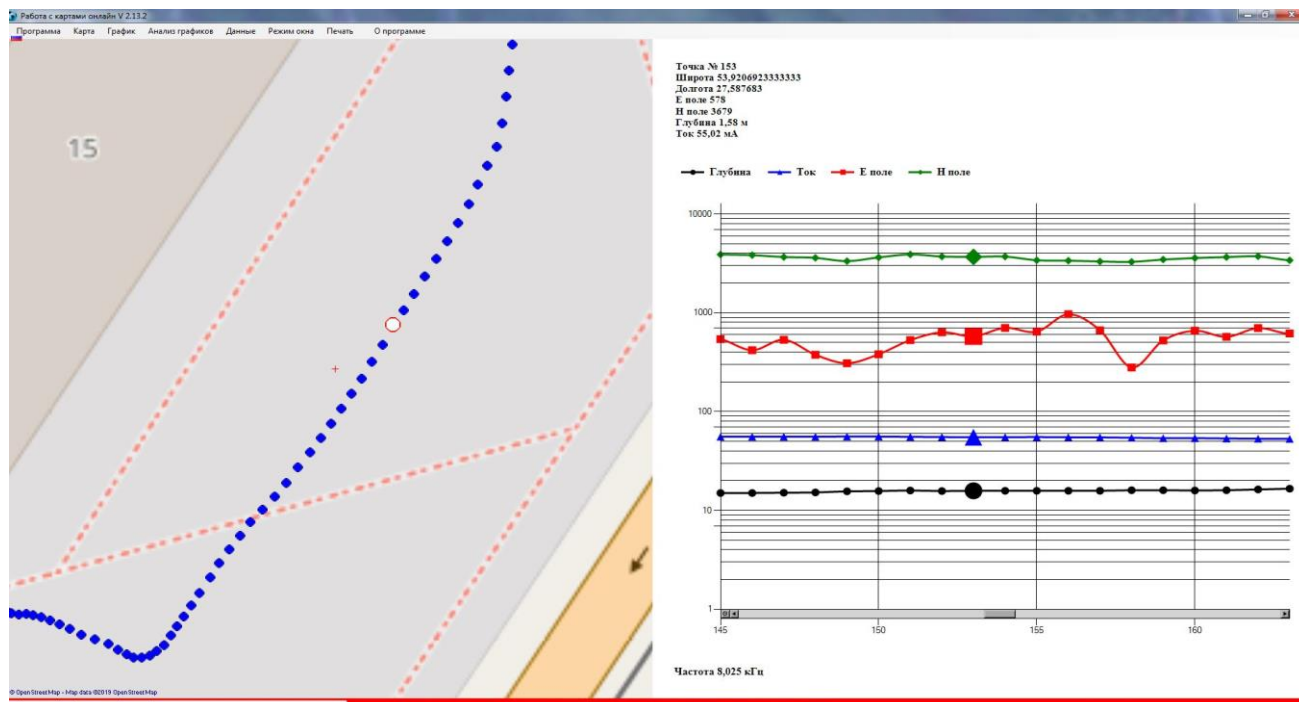 Работа с картами онлайн V 2.13.2
Программа Карта График Анализ графиков Данные Режим окна Печать О программе
15
Точка № 153
Широта 53,9206923333333
Долгота 27,587683
Е поле 578
Н поле 3679
Глубина 1,58 м
Ток 55,02 мА
Глубина Ток Е поле Н поле
10000
1000
100
10
1
145 150 155 160
Частота 8,025 кГц
© OpenStreetMap - Map data ©2019 OpenStreetMap